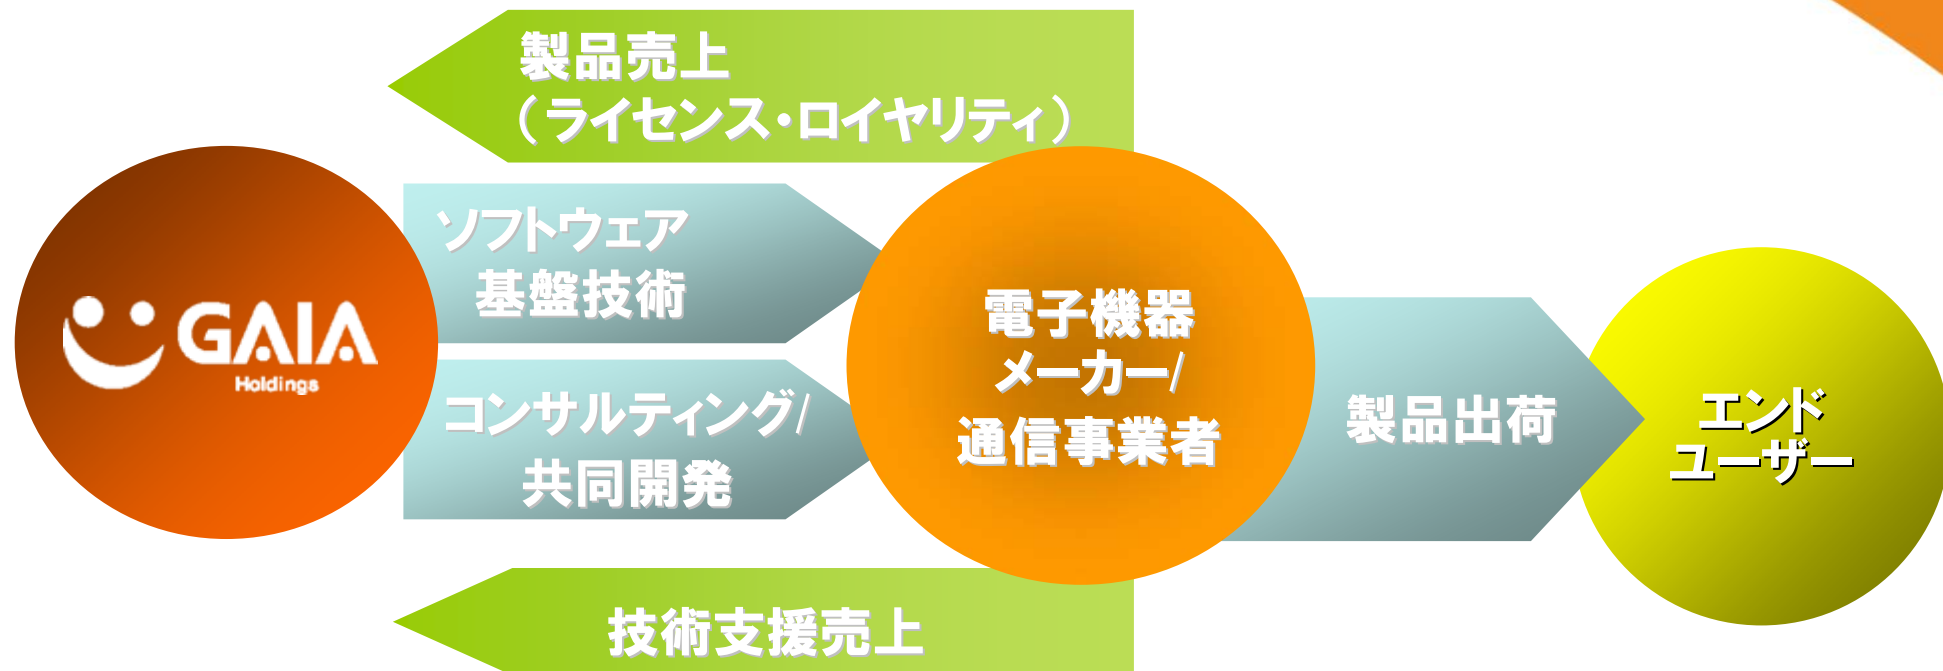 製品売上
（ライセンス・ロイヤリティ）
ソフトウェア
基盤技術
GAIA
Holdings
コンサルティング/
共同開発
電子機器
メーカー/
通信事業者
製品出荷
エンド
ユーザー
技術支援売上